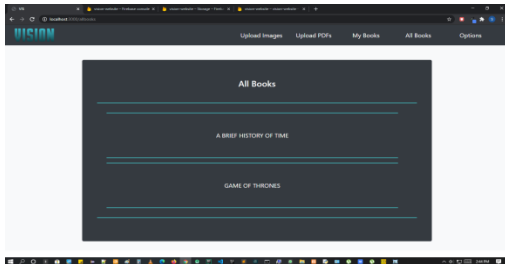 localhost
VISION
Upload Images
Upload PDFs
My Books
All Books
Options
All Books
A BRIEF HISTORY OF TIME
GAME OF THRONES